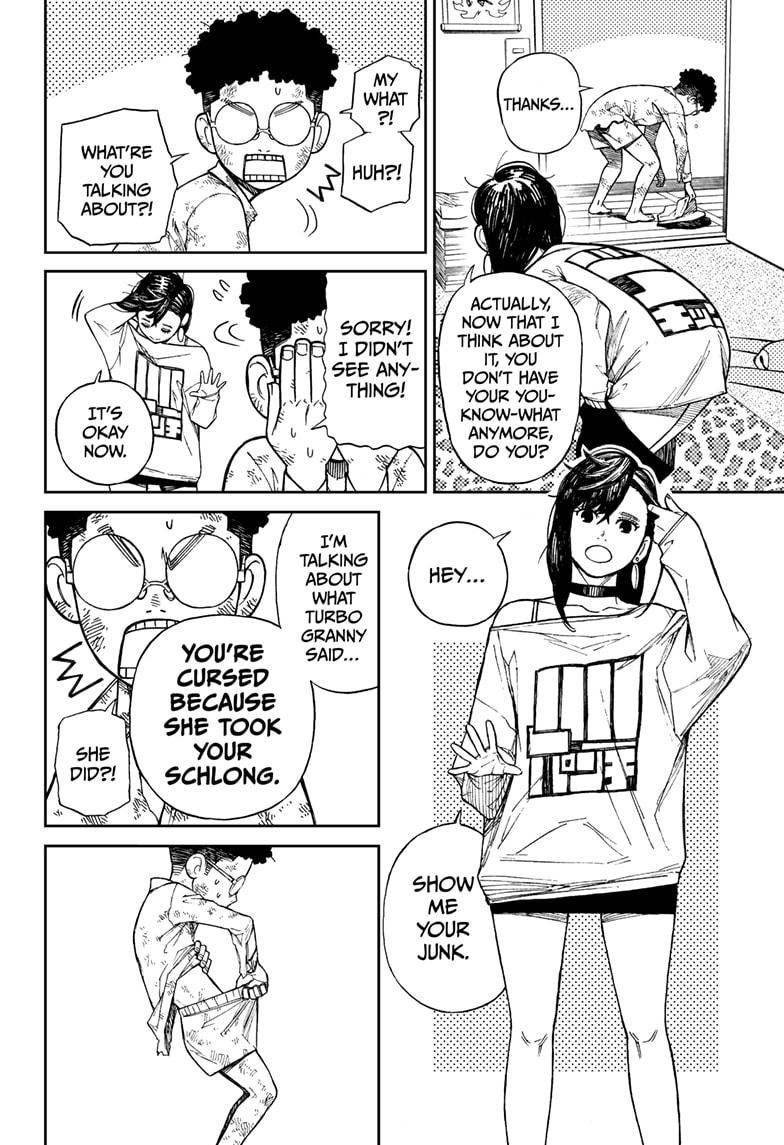 THANKS...
ACTUALLY,
NOW THAT I
THINK ABOUT
IT, YOU
DON'T HAVE
YOUR YOU-
KNOW-WHAT
ANYMORE,
DO YOU?
MY
WHAT
?!
HUH?!
WHAT'RE
YOU
TALKING
ABOUT?!
SORRY!
I DIDN'T
SEE ANY-
THING!
IT'S
OKAY
NOW.
HEY...
SHOW
ME
YOUR
JUNK.
I'M
TALKING
ABOUT
WHAT
TURBO
GRANNY
SAID...
YOU'RE
CURSED
BECAUSE
SHE TOOK
YOUR
SCHLONG.
SHE
DID?!